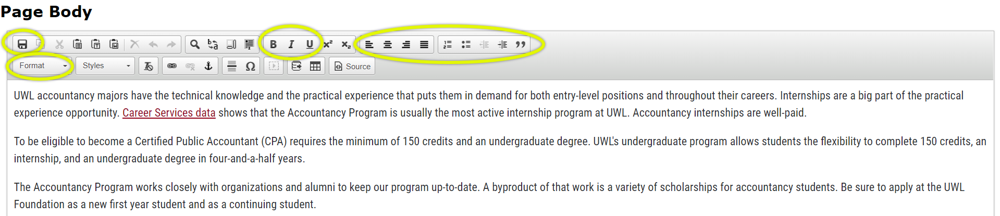 Page Body
B I U x² x₂
Format Styles Ω Source
UWL accountancy majors have the technical knowledge and the practical experience that puts them in demand for both entry-level positions and throughout their careers. Internships are a big part of the practical
experience opportunity. Career Services data shows that the Accountancy Program is usually the most active internship program at UWL. Accountancy internships are well-paid.
To be eligible to become a Certified Public Accountant (CPA) requires the minimum of 150 credits and an undergraduate degree. UWL's undergraduate program allows students the flexibility to complete 150 credits, an
internship, and an undergraduate degree in four-and-a-half years.
The Accountancy Program works closely with organizations and alumni to keep our program up-to-date. A byproduct of that work is a variety of scholarships for accountancy students. Be sure to apply at the UWL
Foundation as a new first year student and as a continuing student.